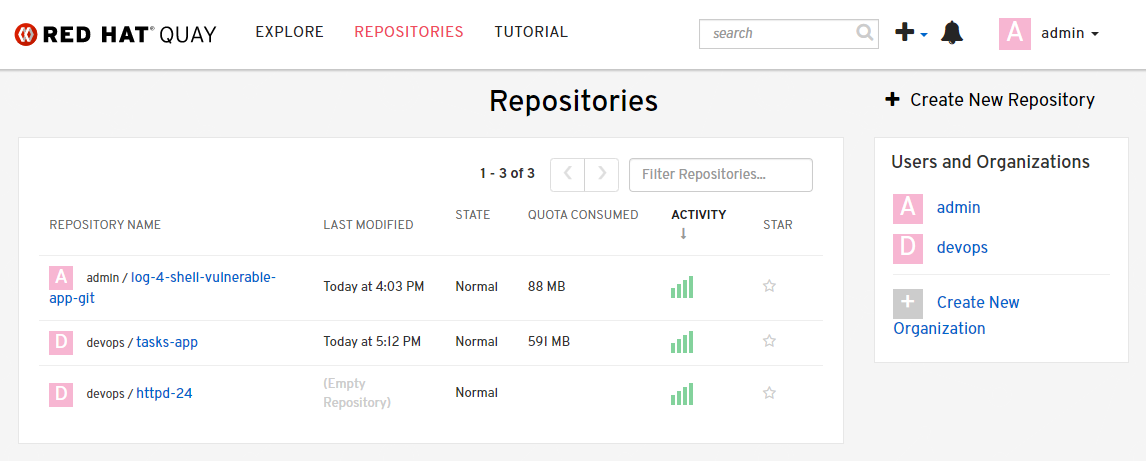 RED HAT® QUAY EXPLORE REPOSITORIES TUTORIAL search A admin
Repositories
Create New Repository
1 - 3 of 3 Filter Repositories...
REPOSITORY NAME LAST MODIFIED STATE QUOTA CONSUMED ACTIVITY ↓ STAR
A admin / log-4-shell-vulnerable-
app-git
Today at 4:03 PM Normal 88 MB
D devops / tasks-app Today at 5:12 PM Normal 591 MB
D devops / httpd-24 (Empty
Repository) Normal
Users and Organizations
A admin
D devops
+ Create New
Organization